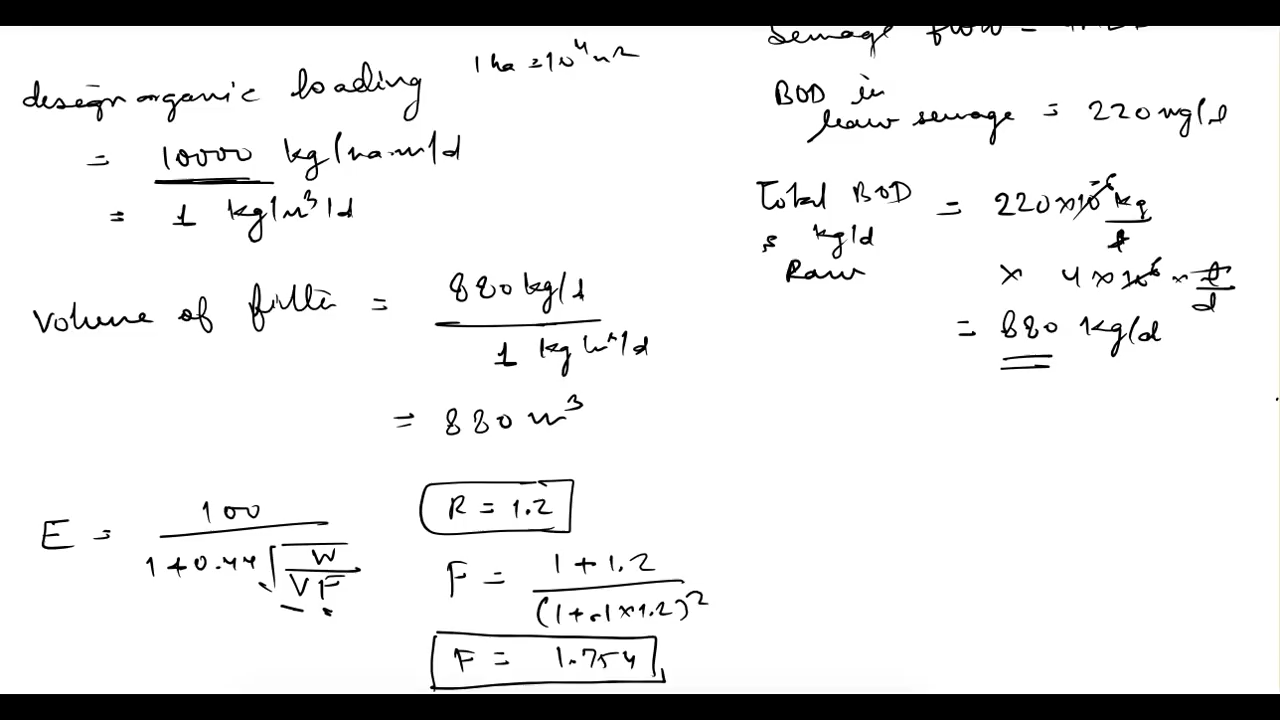 design organic loading 1 ha = 10⁴ m²
= 10000 kg/ha-m/d
= 1 kg/m³/d
Volume of filter = 880 kg/d / 1 kg/m³/d
= 880 m³
E = 100 / 1+0.44 √(W/VF)
R = 1.2
F = 1+1.2 / (1+.1×1.2)²
F = 1.754
Sewage flow =
BOD in
raw sewage = 220 mg/l
Total BOD = 220×10⁻⁶ kg/l
kg/d
Raw × 4×10⁶ × l/d
= 880 kg/d